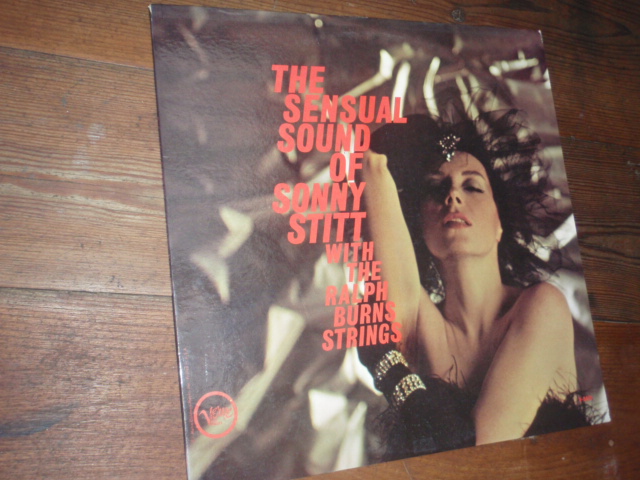 THE
SENSUAL
SOUND
OF
SONNY
STITT
WITH
THE
RALPH
BURNS
STRINGS
Verve